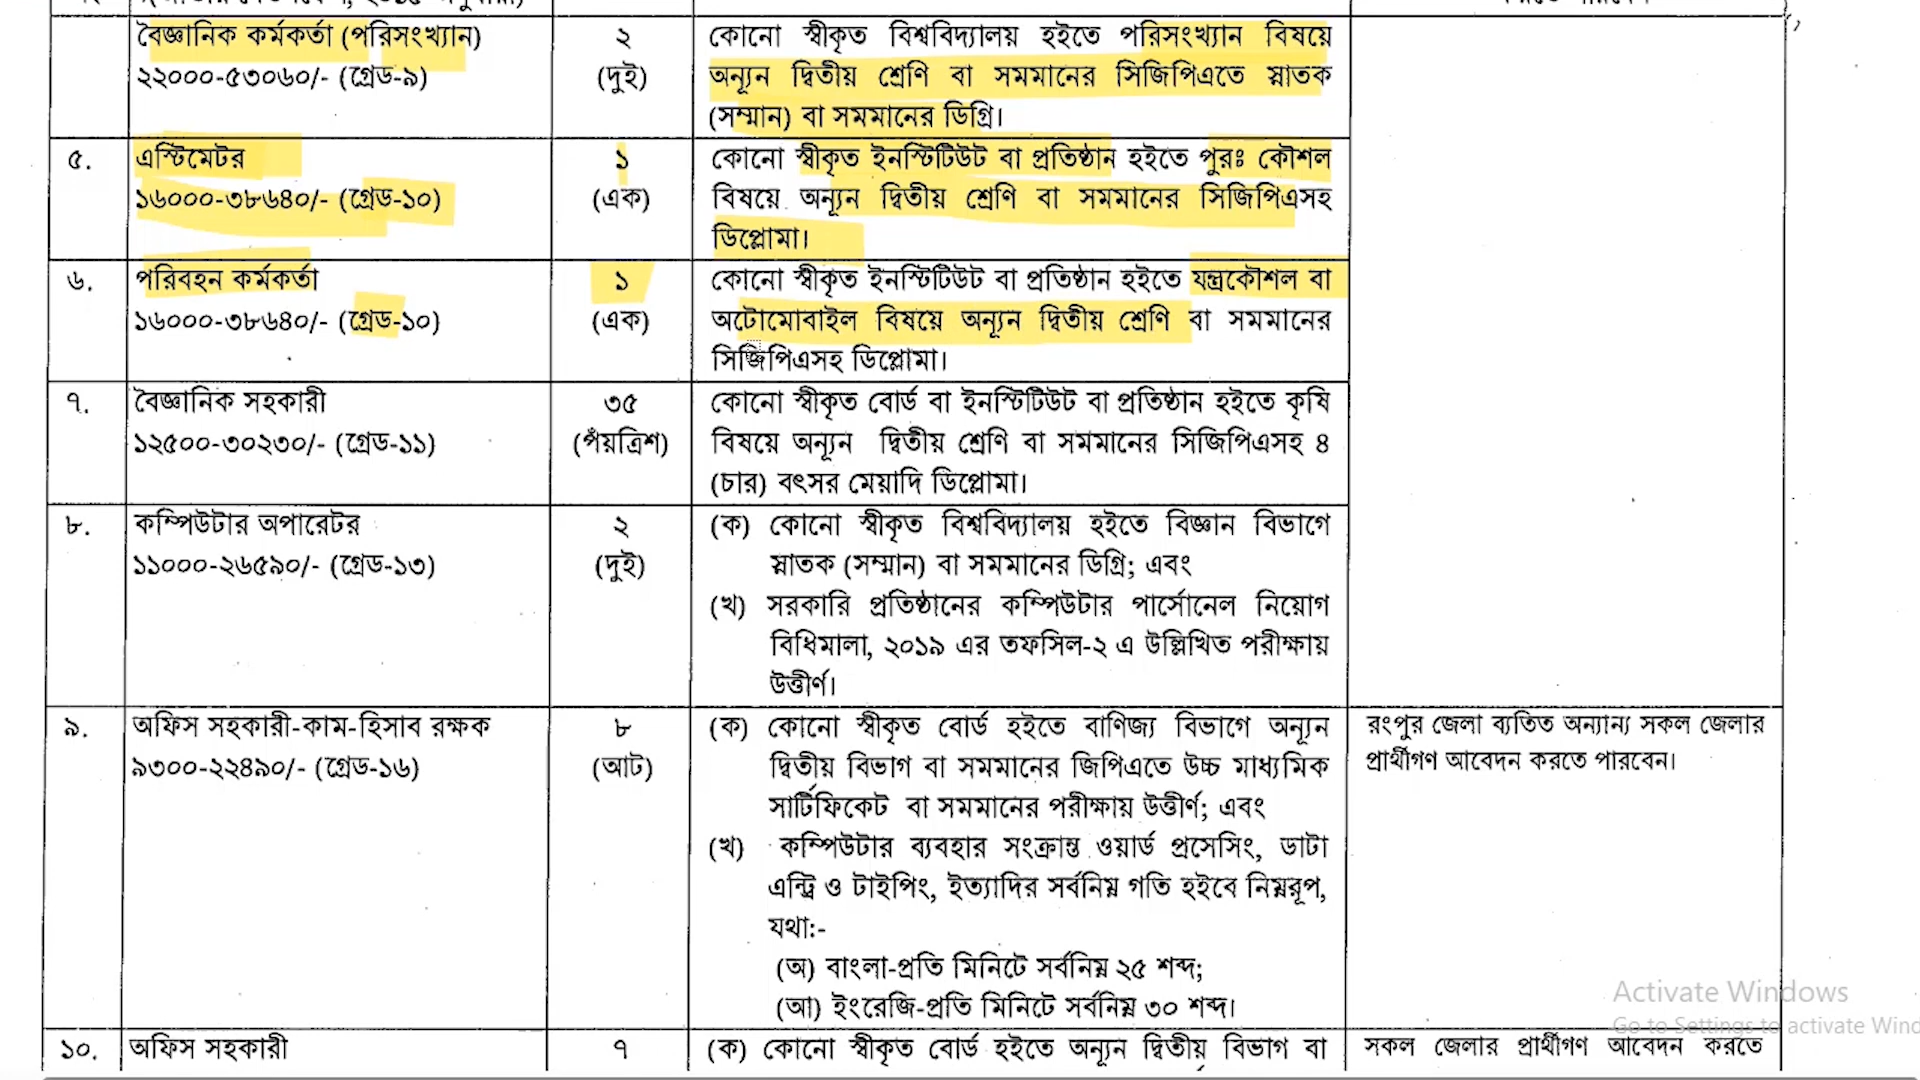 বৈজ্ঞানিক কর্মকর্তা (পরিসংখ্যান)
২২০০০-৫৩০৬০/- (গ্রেড-৯)
২
(দুই)
কোনো স্বীকৃত বিশ্ববিদ্যালয় হইতে পরিসংখ্যান বিষয়ে
অন্যূন দ্বিতীয় শ্রেণি বা সমমানের সিজিপিএতে স্নাতক
(সম্মান) বা সমমানের ডিগ্রি।
৫.
এস্টিমেটর
১৬০০০-৩৮৬৪০/- (গ্রেড-১০)
১
(এক)
কোনো স্বীকৃত ইনস্টিটিউট বা প্রতিষ্ঠান হইতে পুরঃ কৌশল
বিষয়ে অন্যূন দ্বিতীয় শ্রেণি বা সমমানের সিজিপিএসহ
ডিপ্লোমা।
৬.
পরিবহন কর্মকর্তা
১৬০০০-৩৮৬৪০/- (গ্রেড-১০)
১
(এক)
কোনো স্বীকৃত ইনস্টিটিউট বা প্রতিষ্ঠান হইতে যন্ত্রকৌশল বা
অটোমোবাইল বিষয়ে অন্যূন দ্বিতীয় শ্রেণি বা সমমানের
সিজিপিএসহ ডিপ্লোমা।
৭.
বৈজ্ঞানিক সহকারী
১২৫০০-৩০২৩০/- (গ্রেড-১১)
৩৫
(পঁয়ত্রিশ)
কোনো স্বীকৃত বোর্ড বা ইনস্টিটিউট বা প্রতিষ্ঠান হইতে কৃষি
বিষয়ে অন্যূন দ্বিতীয় শ্রেণি বা সমমানের সিজিপিএসহ ৪
(চার) বৎসর মেয়াদি ডিপ্লোমা।
৮.
কম্পিউটার অপারেটর
১১০০০-২৬৫৯০/- (গ্রেড-১৩)
২
(দুই)
(ক) কোনো স্বীকৃত বিশ্ববিদ্যালয় হইতে বিজ্ঞান বিভাগে
স্নাতক (সম্মান) বা সমমানের ডিগ্রি; এবং
(খ) সরকারি প্রতিষ্ঠানের কম্পিউটার পার্সোনেল নিয়োগ
বিধিমালা, ২০১৯ এর তফসিল-২ এ উল্লিখিত পরীক্ষায়
উত্তীর্ণ।
৯.
অফিস সহকারী-কাম-হিসাব রক্ষক
৯৩০০-২২৪৯০/- (গ্রেড-১৬)
৮
(আট)
(ক) কোনো স্বীকৃত বোর্ড হইতে বাণিজ্য বিভাগে অন্যূন
দ্বিতীয় বিভাগ বা সমমানের জিপিএতে উচ্চ মাধ্যমিক
সার্টিফিকেট বা সমমানের পরীক্ষায় উত্তীর্ণ; এবং
(খ) কম্পিউটার ব্যবহার সংক্রান্ত ওয়ার্ড প্রসেসিং, ডাটা
এন্ট্রি ও টাইপিং, ইত্যাদির সর্বনিম্ন গতি হইবে নিম্নরূপ,
যথা:-
(অ) বাংলা-প্রতি মিনিটে সর্বনিম্ন ২৫ শব্দ;
(আ) ইংরেজি-প্রতি মিনিটে সর্বনিম্ন ৩০ শব্দ।
রংপুর জেলা ব্যতিত অন্যান্য সকল জেলার
প্রার্থীগণ আবেদন করতে পারবেন।
১০.
অফিস সহকারী
৭
(ক) কোনো স্বীকৃত বোর্ড হইতে অন্যূন দ্বিতীয় বিভাগ বা
সকল জেলার প্রার্থীগণ আবেদন করতে
Activate Windows
Go to Settings to activate Wind